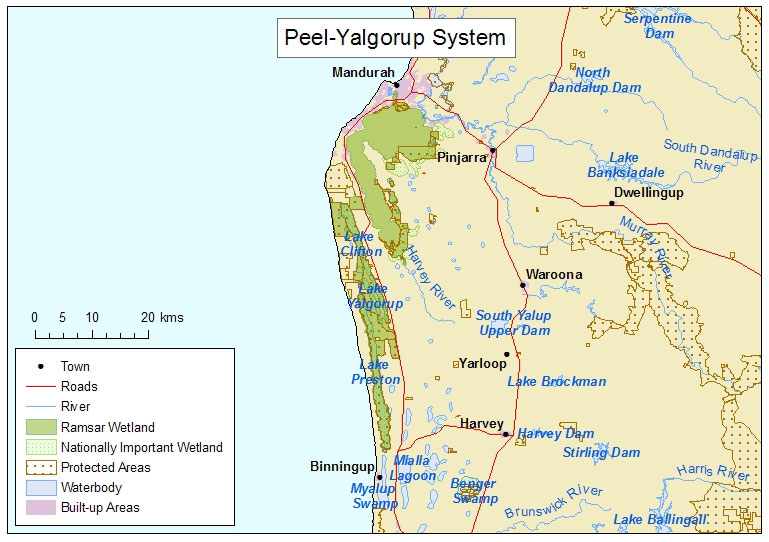 Peel-Yalgorup System
Serpentine
Dam
Mandurah
North
Dandalup Dam
Pinjarra
South Dandalup
River
Lake
Banksiadale
Dwellingup
Murray River
Lake
Clifton
Harvey River
Waroona
Lake
Yalgorup
South Yalup
Upper Dam
0 5 10 20 kms
Yarloop
Lake
Preston
Lake Brockman
Town
Roads
River
Ramsar Wetland
Nationally Important Wetland
Protected Areas
Waterbody
Built-up Areas
Harvey
Harvey Dam
Stirling Dam
Binningup
Mialla
Lagoon
Myalup
Swamp
Benger
Swamp
Harris River
Brunswick River
Lake Ballingall